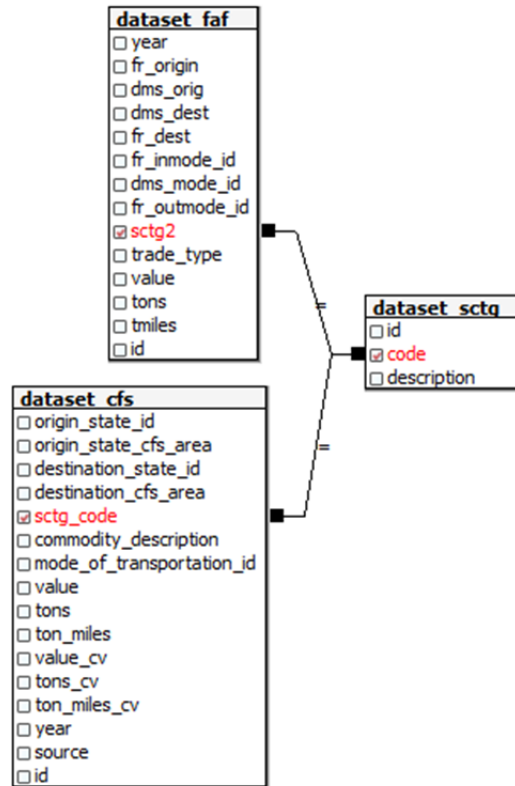 dataset_faf
year
fr_origin
dms_orig
dms_dest
fr_dest
fr_inmode_id
dms_mode_id
fr_outmode_id
sctg2
trade_type
value
tons
tmiles
id
=
dataset_sctg
id
code
description
=
dataset_cfs
origin_state_id
origin_state_cfs_area
destination_state_id
destination_cfs_area
sctg_code
commodity_description
mode_of_transportation_id
value
tons
ton_miles
value_cv
tons_cv
ton_miles_cv
year
source
id